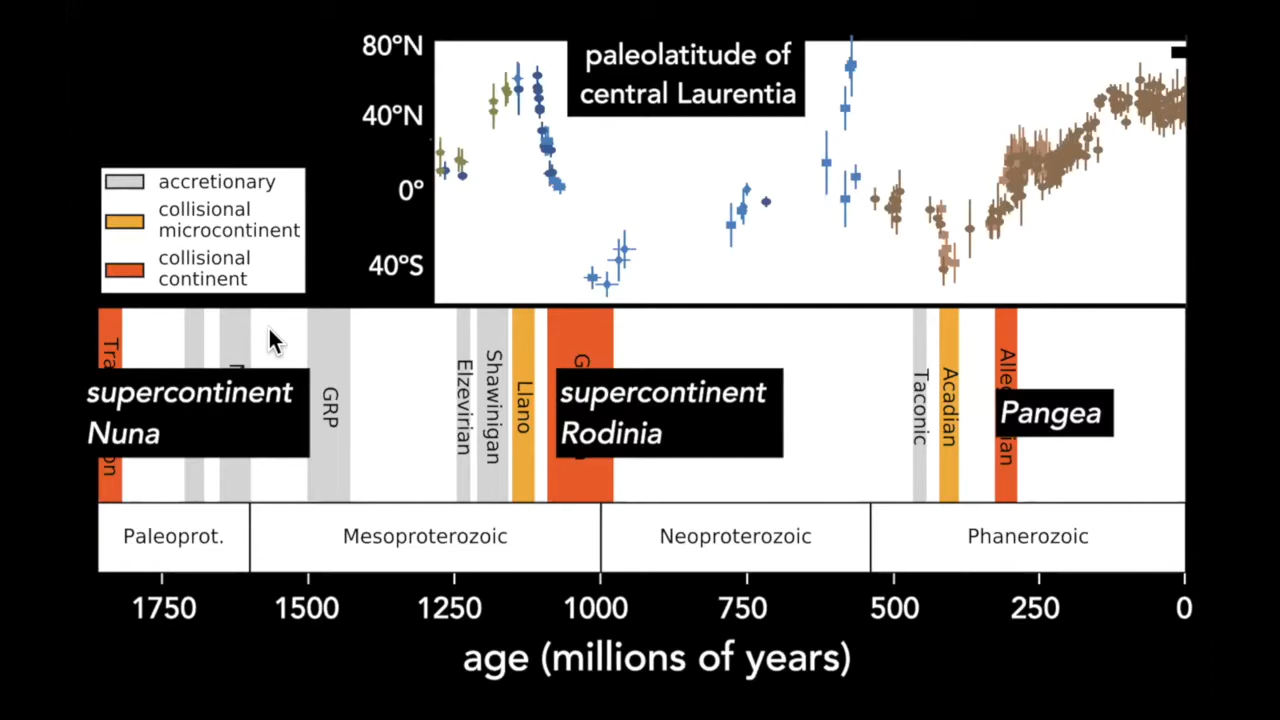 80°N
40°N
0°
40°S
paleolatitude of
central Laurentia
accretionary
collisional
microcontinent
collisional
continent
supercontinent
Nuna
GRP
Elzevirian
Shawinigan
Llano
supercontinent
Rodinia
Taconic
Acadian
Pangea
Paleoprot.
Mesoproterozoic
Neoproterozoic
Phanerozoic
1750
1500
1250
1000
750
500
250
0
age (millions of years)